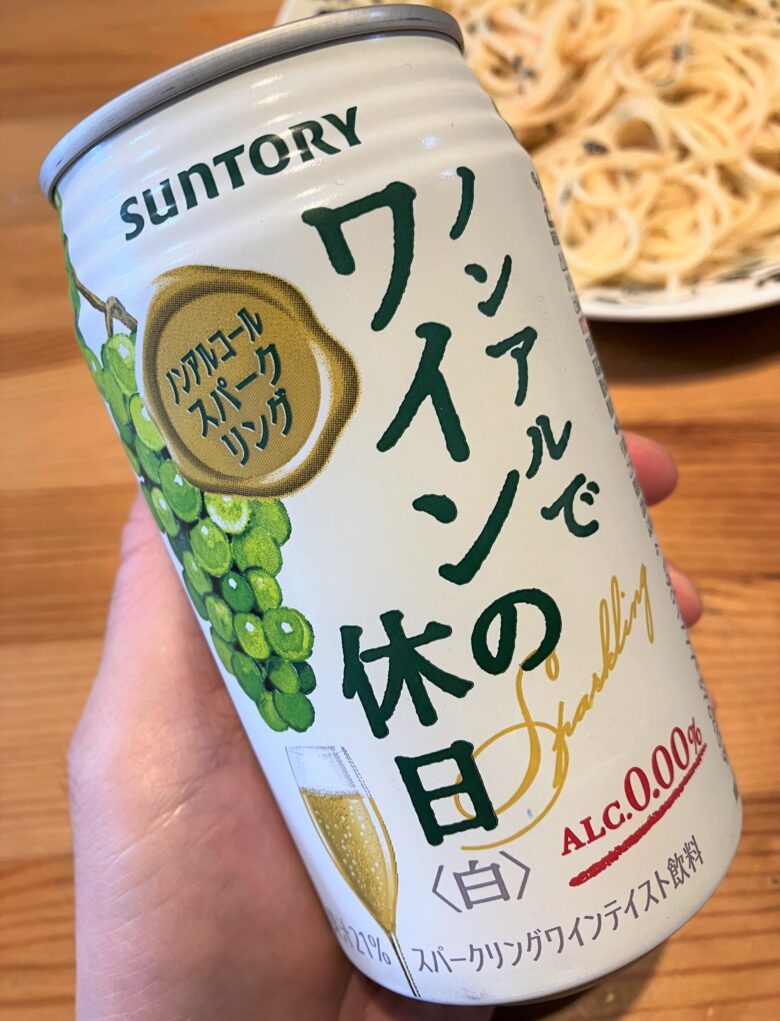 SUNTORY
ノンアルで
ワインの
休日
ノンアルコール
スパーク
リング
Sparkling
ALC.0.00%
〈白〉
21%
スパークリングワインテイスト飲料